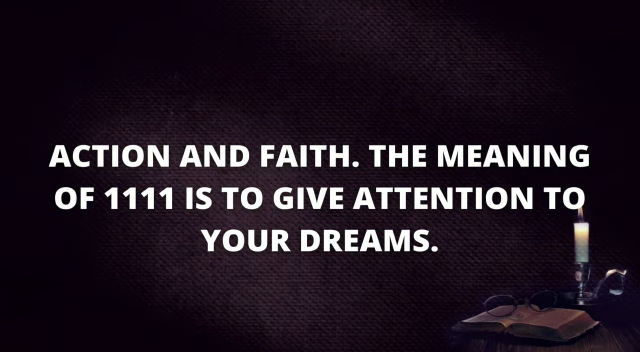 ACTION AND FAITH. THE MEANING
OF 1111 IS TO GIVE ATTENTION TO
YOUR DREAMS.